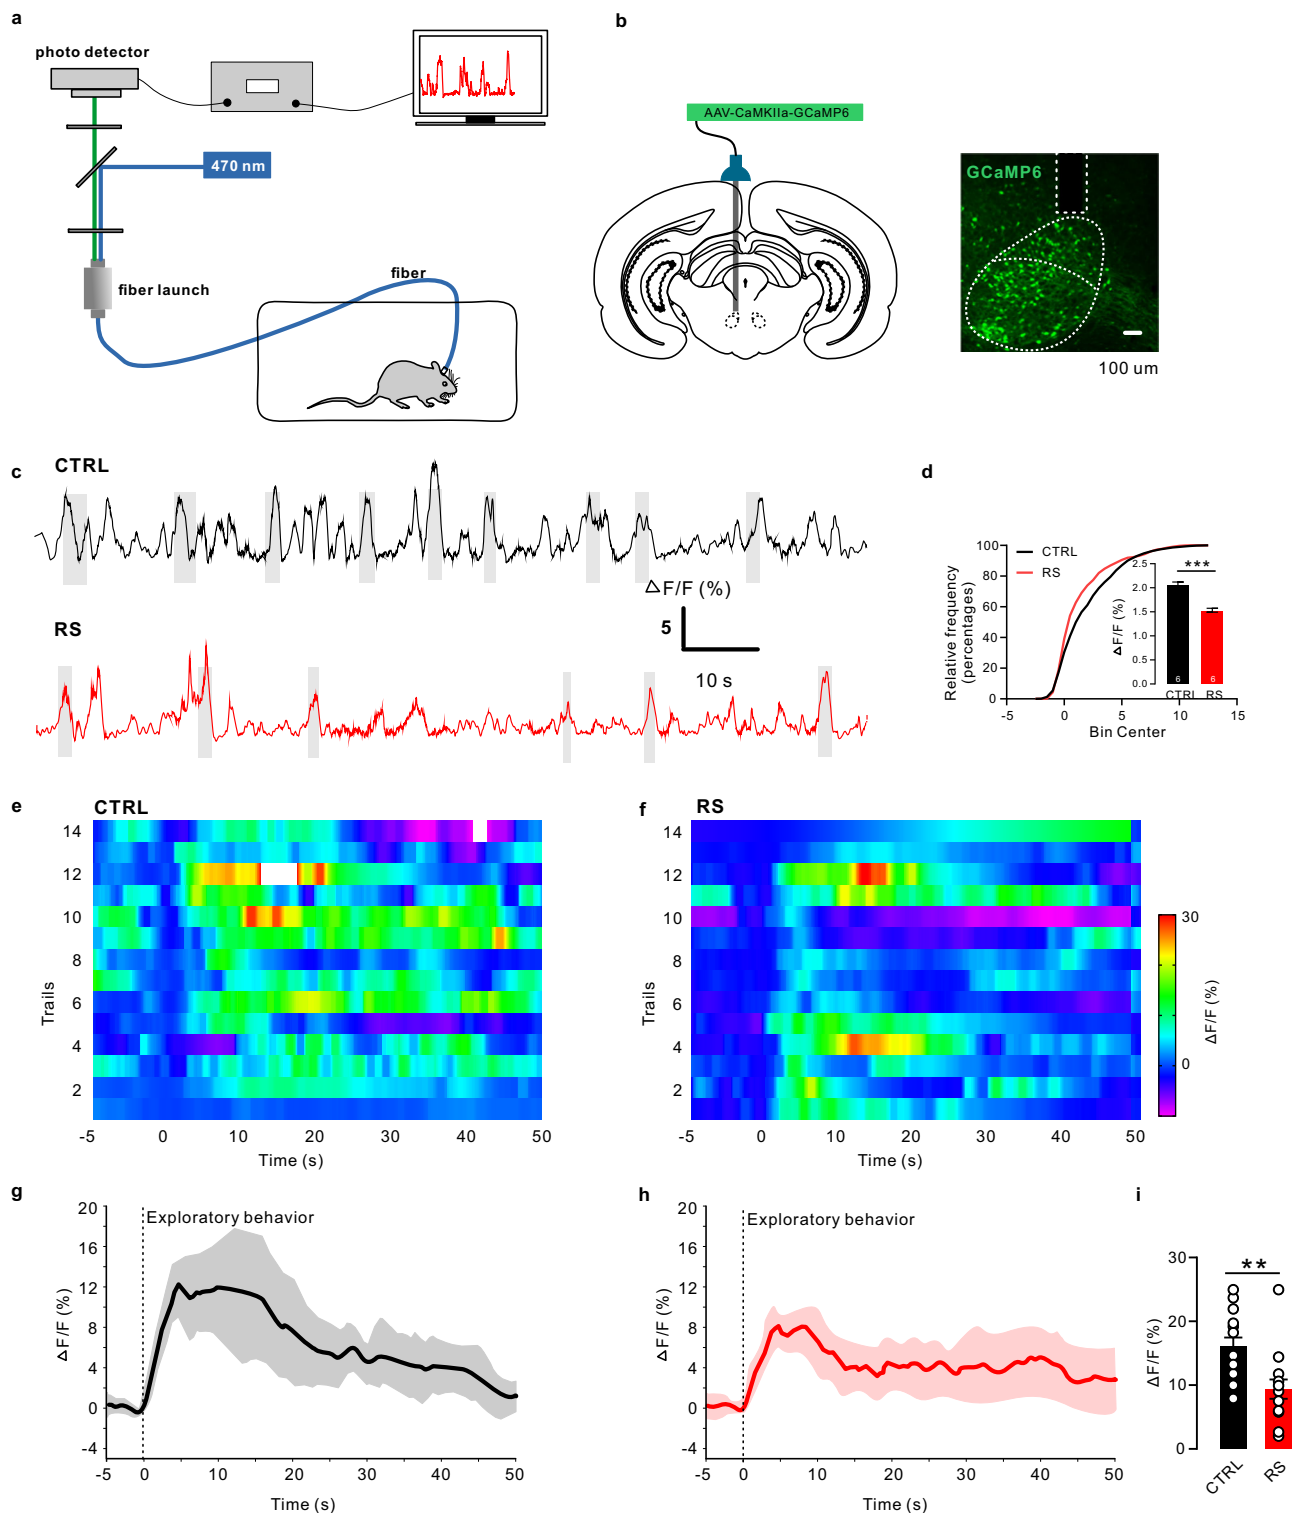 a
photo detector
470 nm
fiber launch
fiber
b
AAV-CaMKIIa-GCaMP6
GCaMP6
100 um
c
CTRL
△F/F (%)
5
10 s
RS
d
Relative frequency
(percentages)
100
80
60
40
20
0
-5
0
5
10
15
Bin Center
CTRL
RS
ΔF/F (%)
2.5
2.0
1.5
1.0
0.5
0.0
***
6
6
CTRL
RS
e
CTRL
Trails
14
12
10
8
6
4
2
-5
0
10
20
30
40
50
Time (s)
f
RS
Trails
14
12
10
8
6
4
2
-5
0
10
20
30
40
50
Time (s)
30
0
ΔF/F (%)
g
Exploratory behavior
ΔF/F (%)
20
16
12
8
4
0
-4
-5
0
10
20
30
40
50
Time (s)
h
Exploratory behavior
ΔF/F (%)
20
16
12
8
4
0
-4
-5
0
10
20
30
40
50
Time (s)
i
ΔF/F (%)
30
20
10
0
**
CTRL
RS